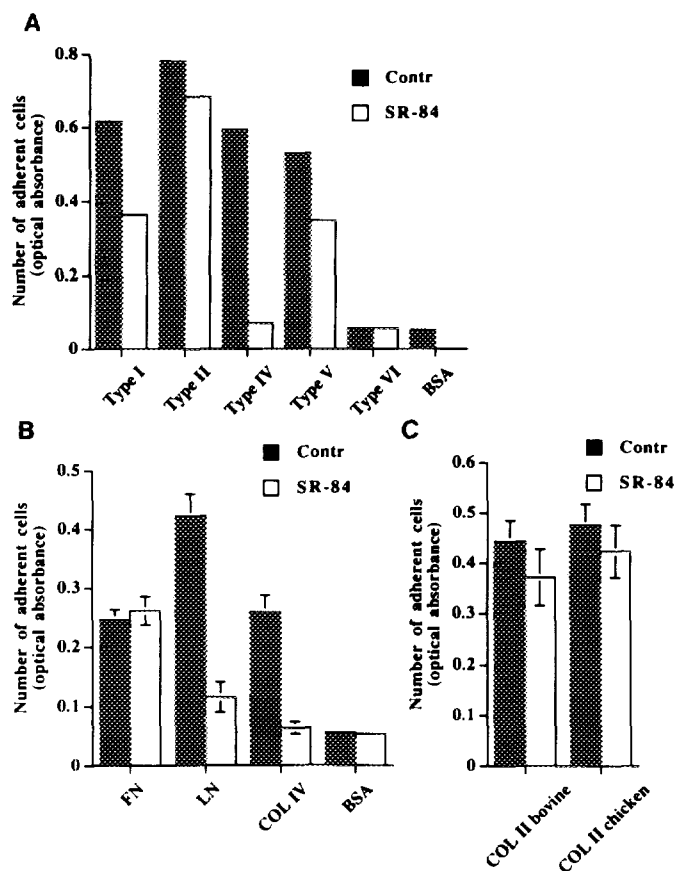 A
Number of adherent cells
(optical absorbance)
0.8
0.6
0.4
0.2
0
Contr
SR-84
Type I
Type II
Type IV
Type V
Type VI
BSA
B
Number of adherent cells
(optical absorbance)
0.5
0.4
0.3
0.2
0.1
0
Contr
SR-84
FN
LN
COL IV
BSA
C
Number of adherent cells
(optical absorbance)
0.6
0.5
0.4
0.3
0.2
0.1
0
Contr
SR-84
COL II bovine
COL II chicken